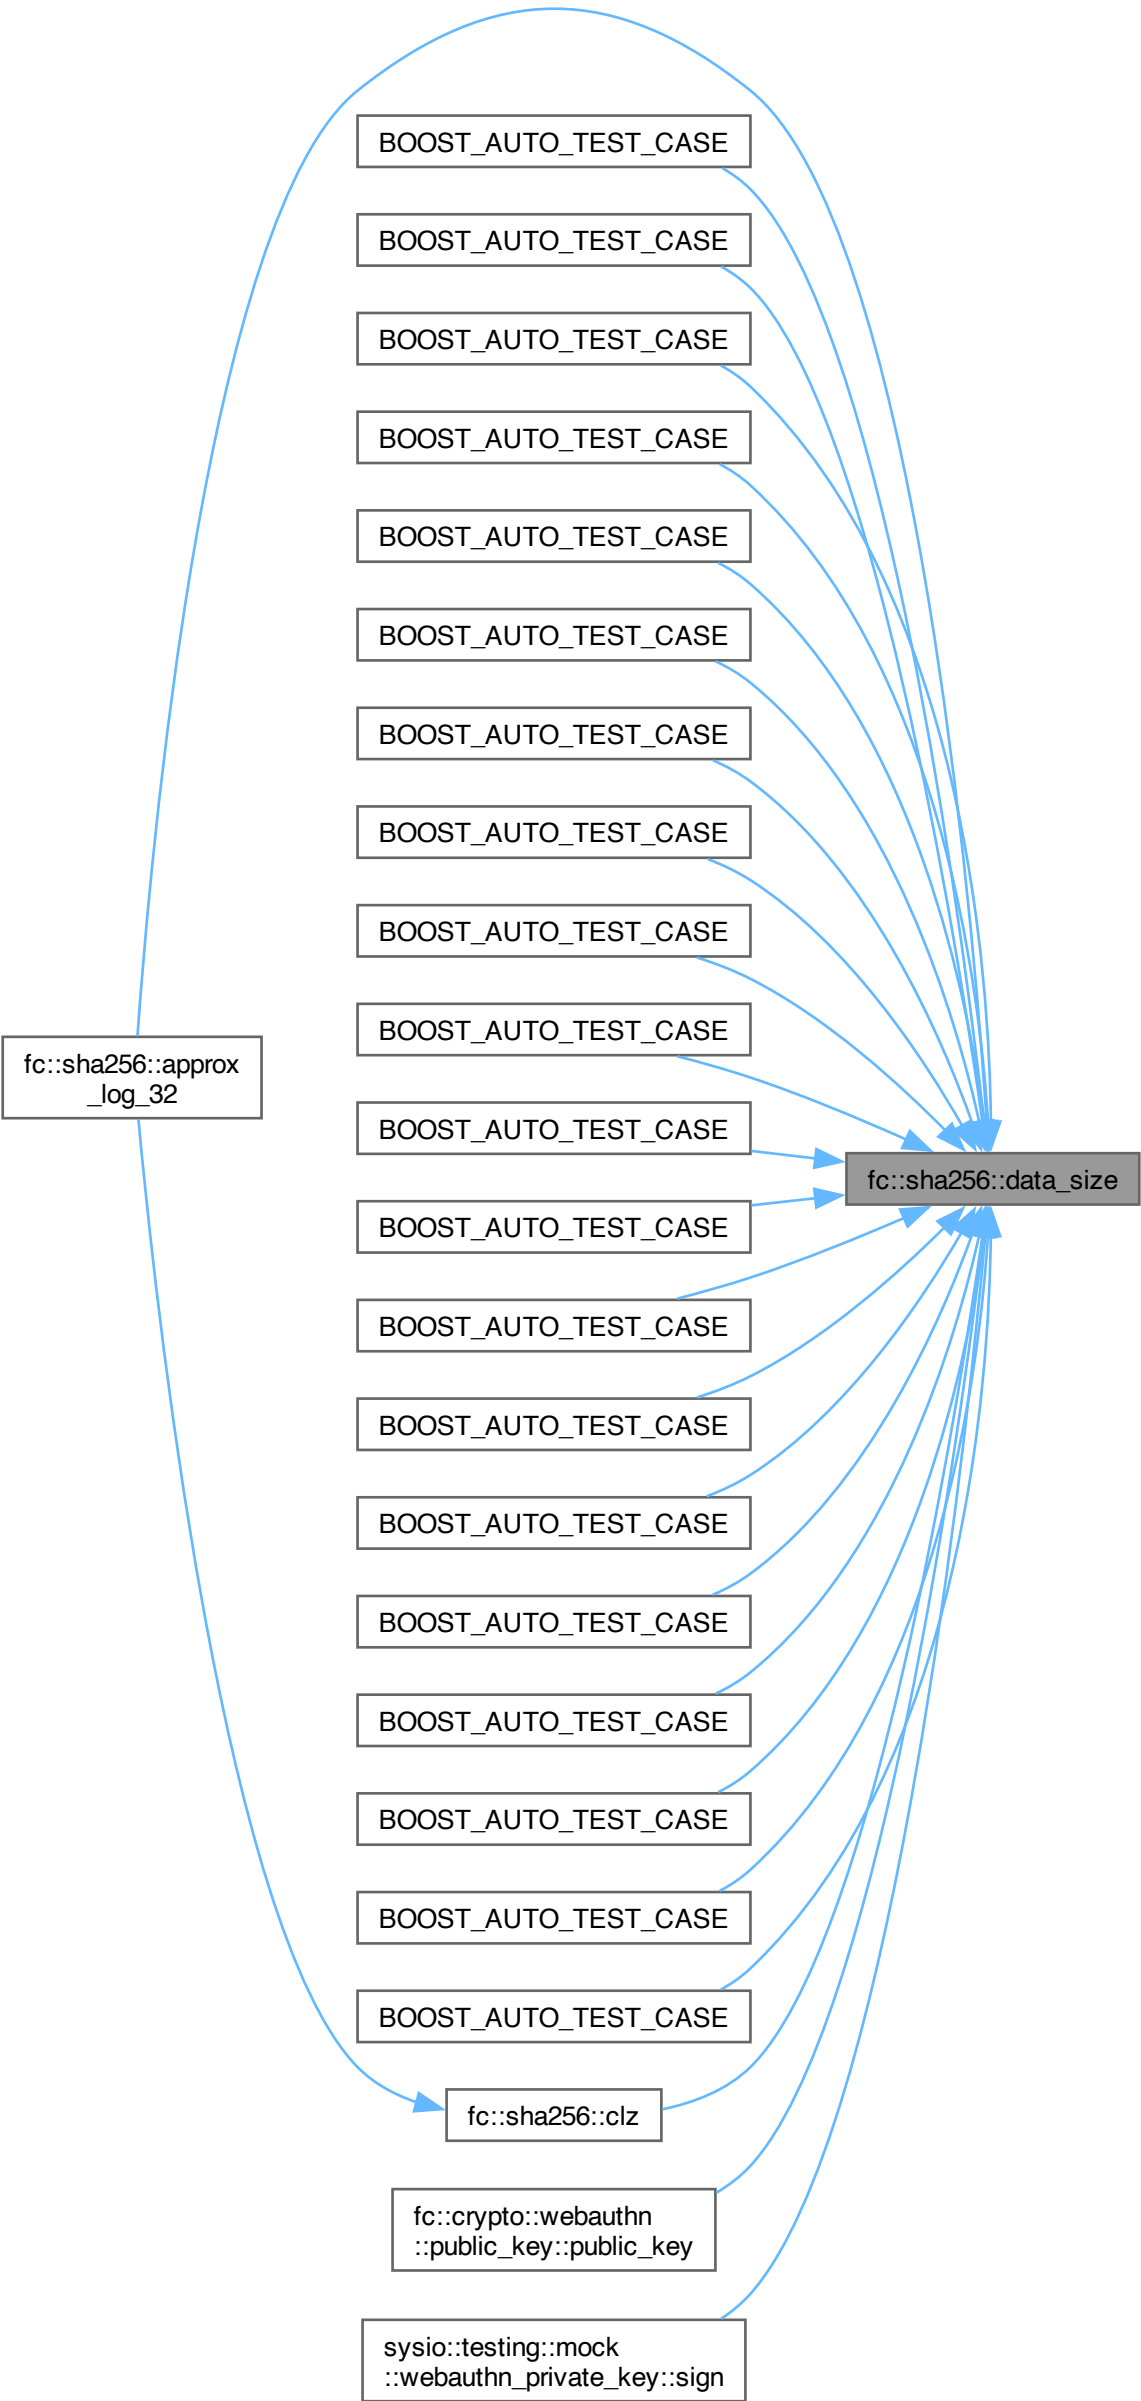 BOOST_AUTO_TEST_CASE
BOOST_AUTO_TEST_CASE
BOOST_AUTO_TEST_CASE
BOOST_AUTO_TEST_CASE
BOOST_AUTO_TEST_CASE
BOOST_AUTO_TEST_CASE
BOOST_AUTO_TEST_CASE
BOOST_AUTO_TEST_CASE
BOOST_AUTO_TEST_CASE
BOOST_AUTO_TEST_CASE
fc::sha256::approx
_log_32
BOOST_AUTO_TEST_CASE
fc::sha256::data_size
BOOST_AUTO_TEST_CASE
BOOST_AUTO_TEST_CASE
BOOST_AUTO_TEST_CASE
BOOST_AUTO_TEST_CASE
BOOST_AUTO_TEST_CASE
BOOST_AUTO_TEST_CASE
BOOST_AUTO_TEST_CASE
BOOST_AUTO_TEST_CASE
BOOST_AUTO_TEST_CASE
fc::sha256::clz
fc::crypto::webauthn
::public_key::public_key
sysio::testing::mock
::webauthn_private_key::sign